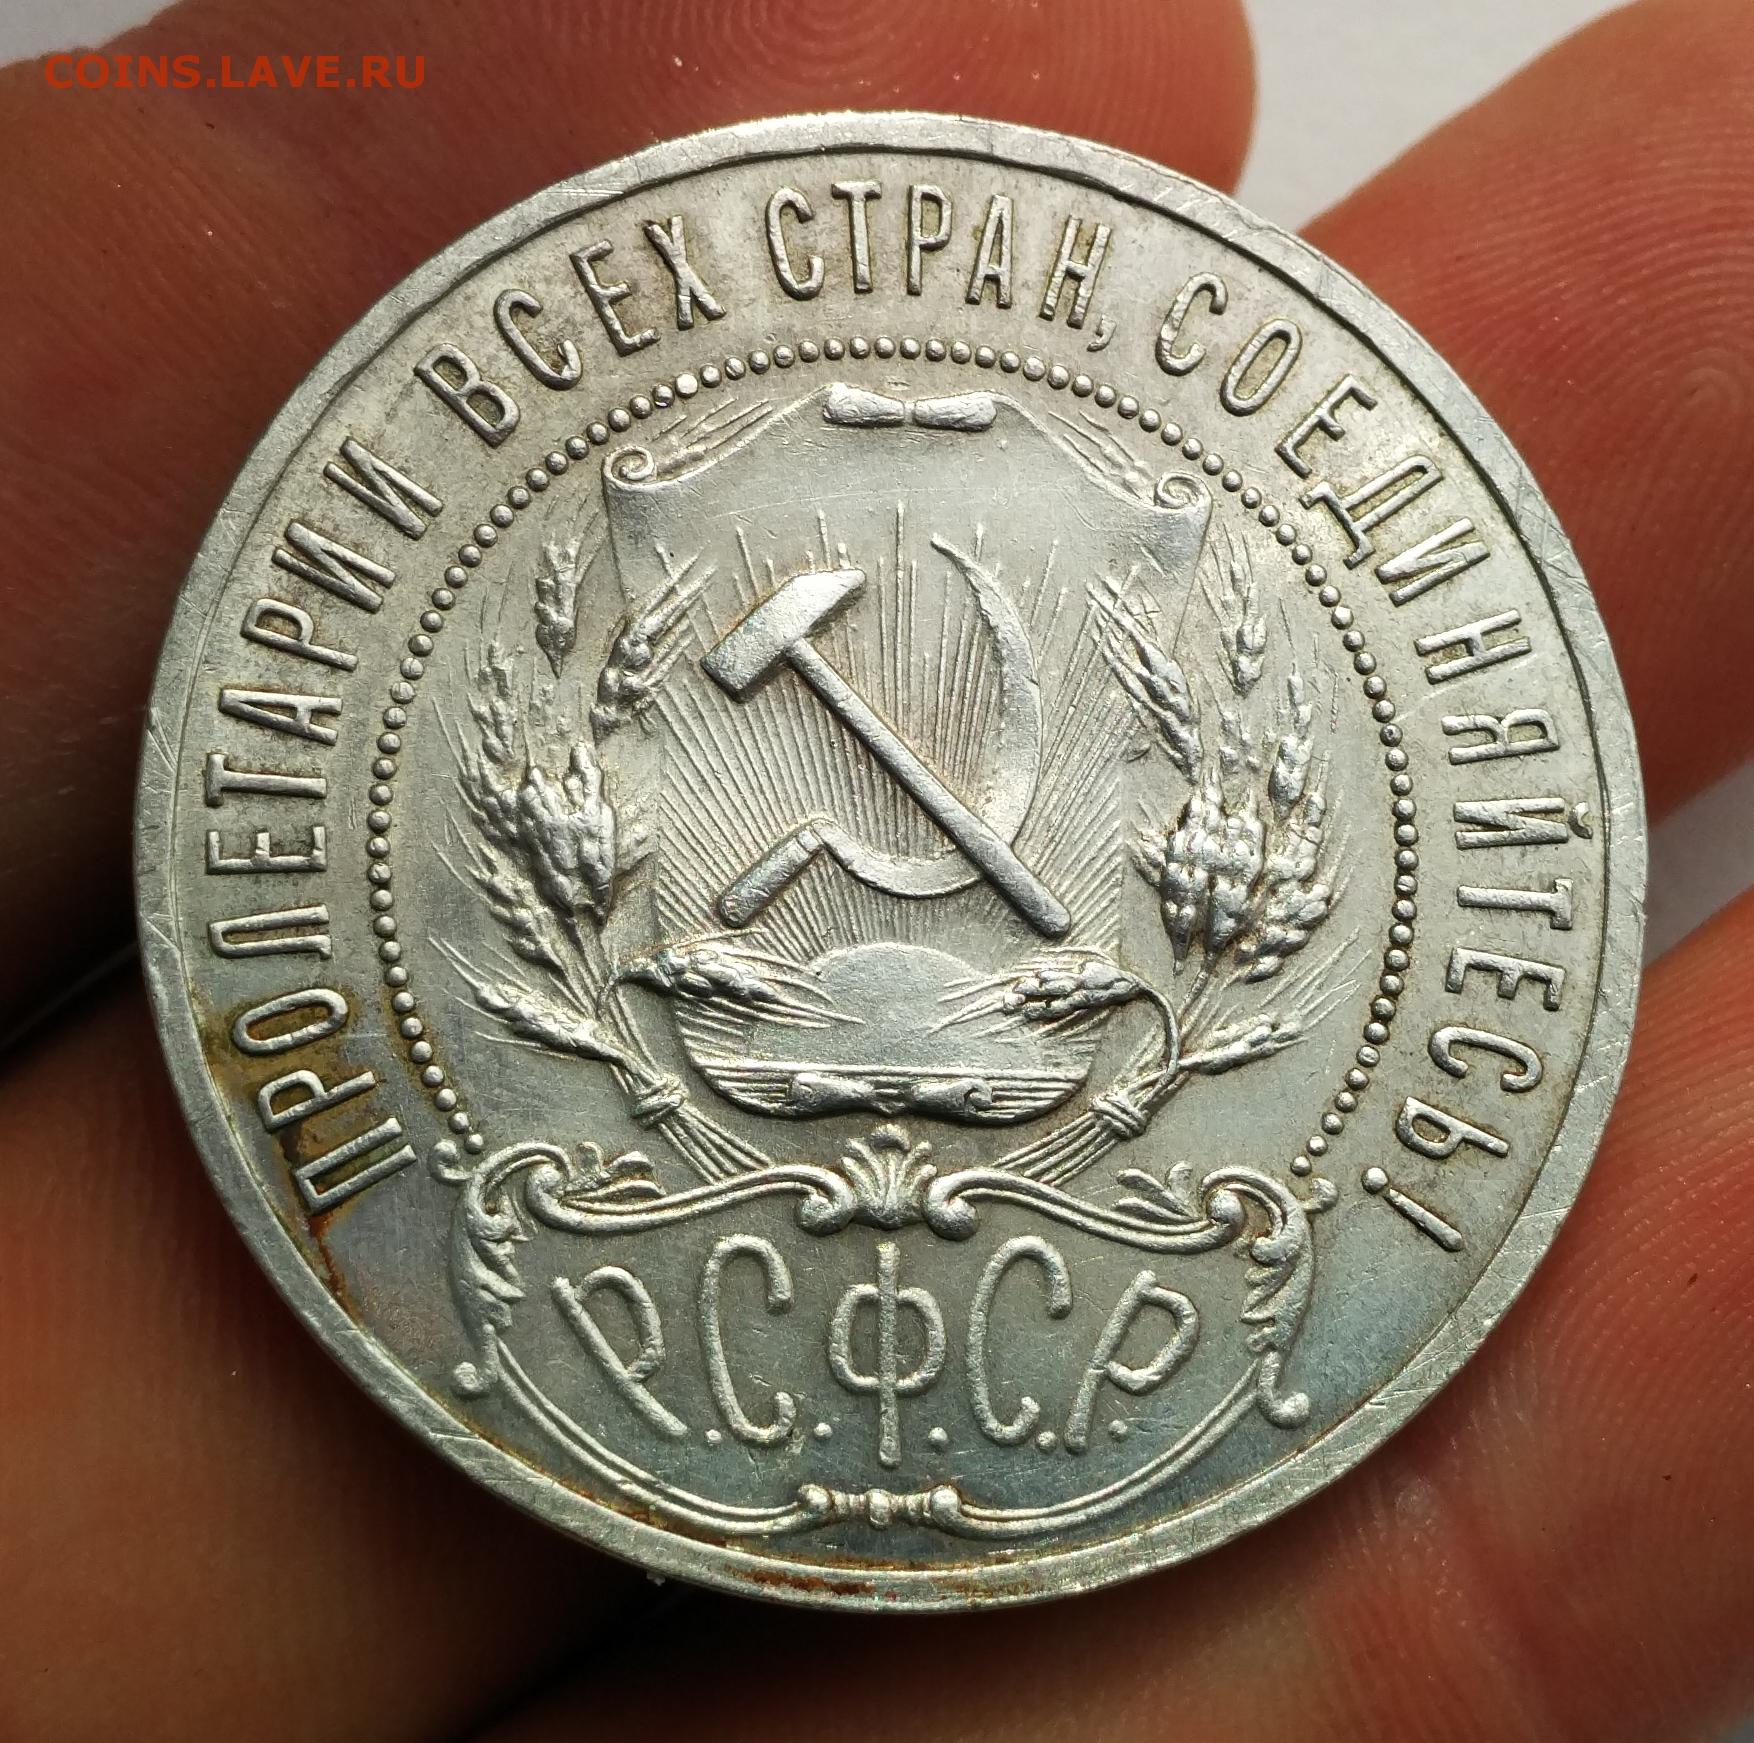 COINS.LAVE.RU
ПРОЛЕТАРИИ ВСЕХ СТРАН, СОЕДИНЯЙТЕСЬ!
Р.С.Ф.С.Р.